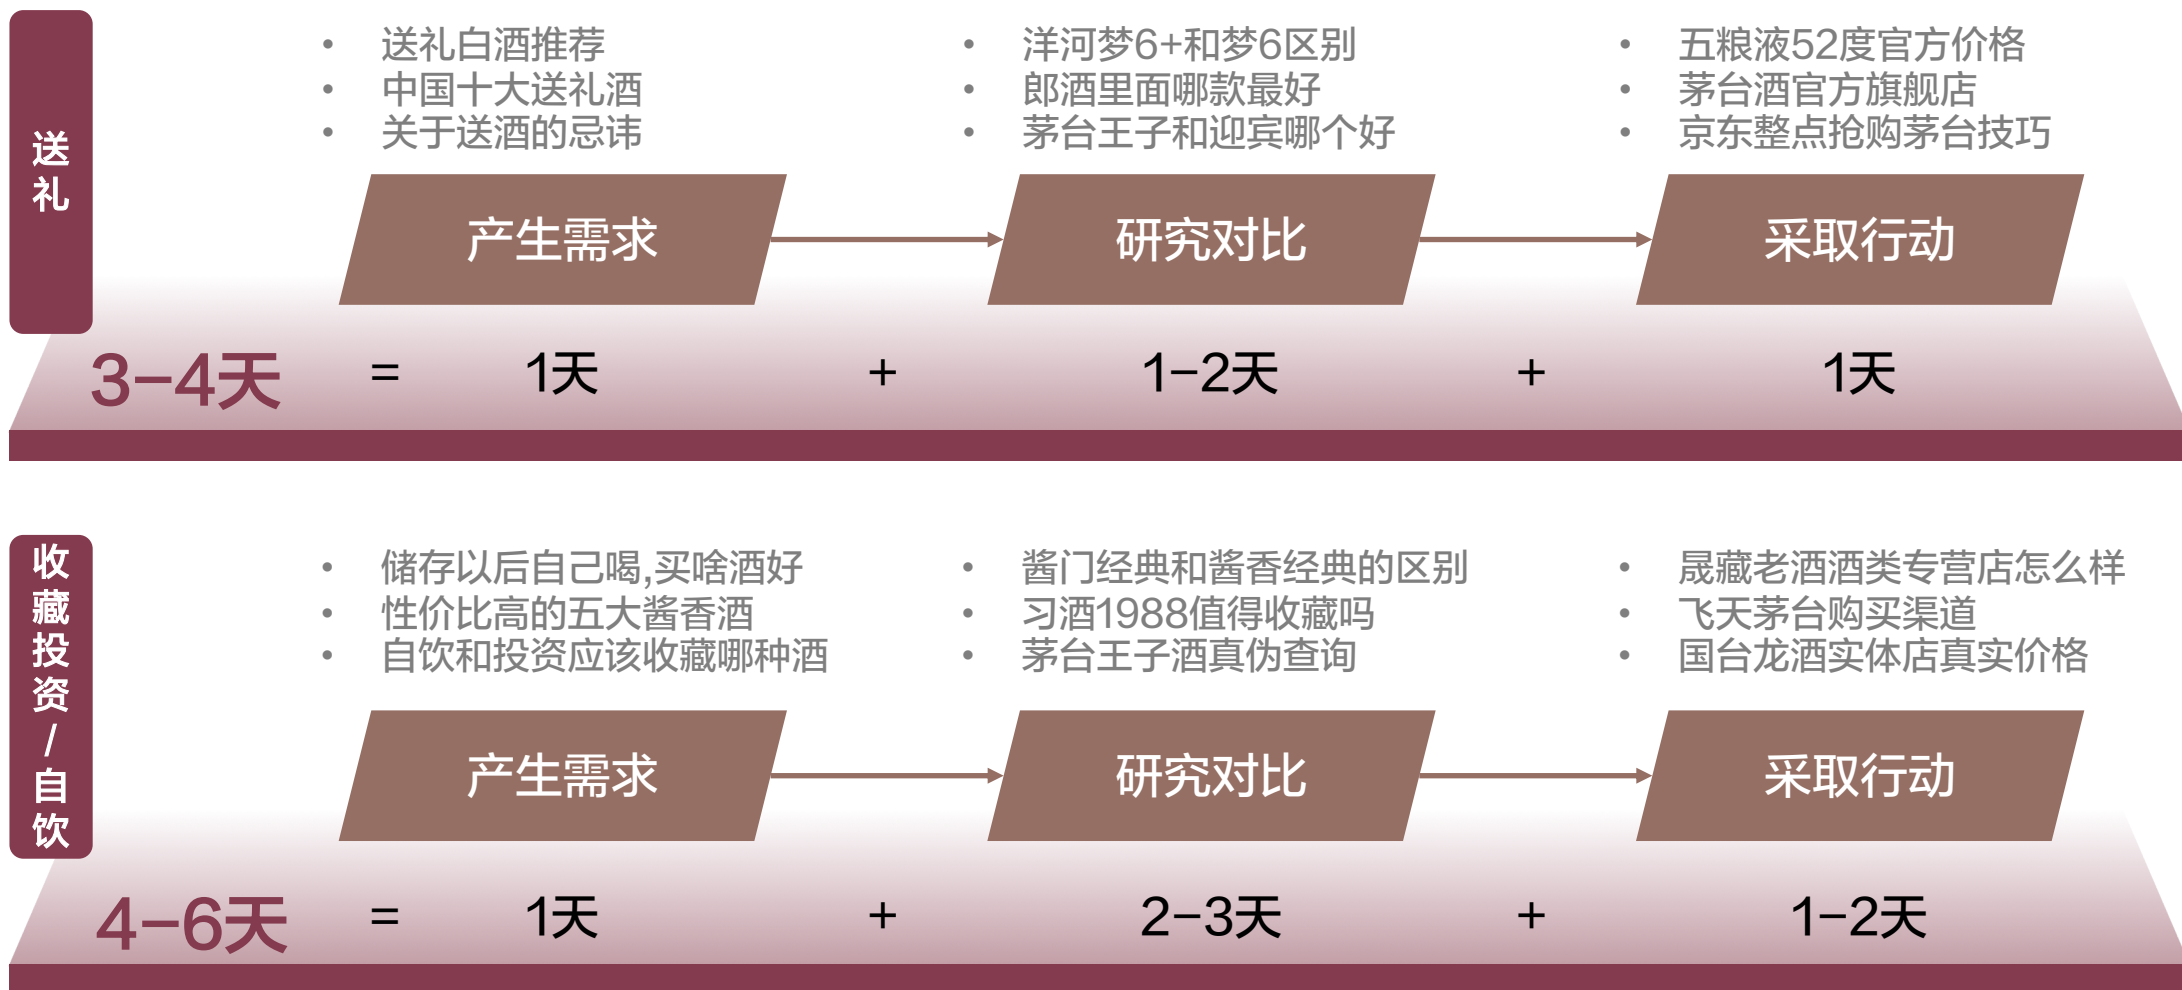 送礼
• 送礼白酒推荐
• 中国十大送礼酒
• 关于送酒的忌讳
• 洋河梦6+和梦6区别
• 郎酒里面哪款最好
• 茅台王子和迎宾哪个好
• 五粮液52度官方价格
• 茅台酒官方旗舰店
• 京东整点抢购茅台技巧
产生需求
研究对比
采取行动
3–4天 = 1天 + 1–2天 + 1天
收藏投资/自饮
• 储存以后自己喝,买啥酒好
• 性价比高的五大酱香酒
• 自饮和投资应该收藏哪种酒
• 酱门经典和酱香经典的区别
• 习酒1988值得收藏吗
• 茅台王子酒真伪查询
• 晟藏老酒酒类专营店怎么样
• 飞天茅台购买渠道
• 国台龙酒实体店真实价格
产生需求
研究对比
采取行动
4–6天 = 1天 + 2–3天 + 1–2天